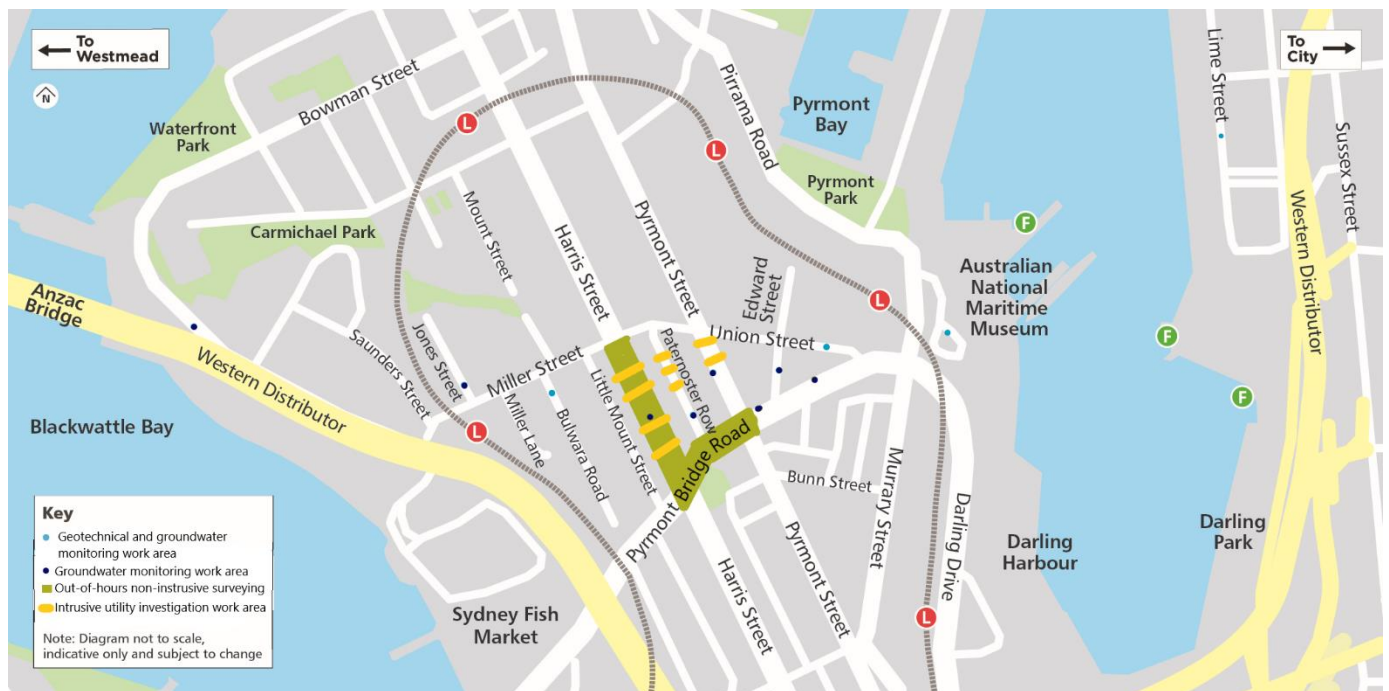 To
Westmead
N
To
City
Bowman Street
Waterfront
Park
Carmichael Park
Mount Street
Harris Street
Pyrmont Street
Pirrama Road
Pyrmont
Bay
Pyrmont
Park
Lime Street
Sussex Street
Western Distributor
L
L
L
L
L
F
F
F
Australian
National
Maritime
Museum
Edward
Street
Union Street
Paternoster Row
Anzac
Bridge
Western Distributor
Saunders Street
Jones Street
Miller Street
Miller Lane
Bulwara Road
Little Mount Street
Blackwattle Bay
Pyrmont Bridge Road
Bunn Street
Murrary Street
Darling Drive
Darling
Harbour
Darling
Park
Harris Street
Pyrmont Street
Sydney Fish
Market
Key
Geotechnical and groundwater
monitoring work area
Groundwater monitoring work area
Out-of-hours non-instrusive surveying
Intrusive utility investigation work area
Note: Diagram not to scale,
indicative only and subject to change